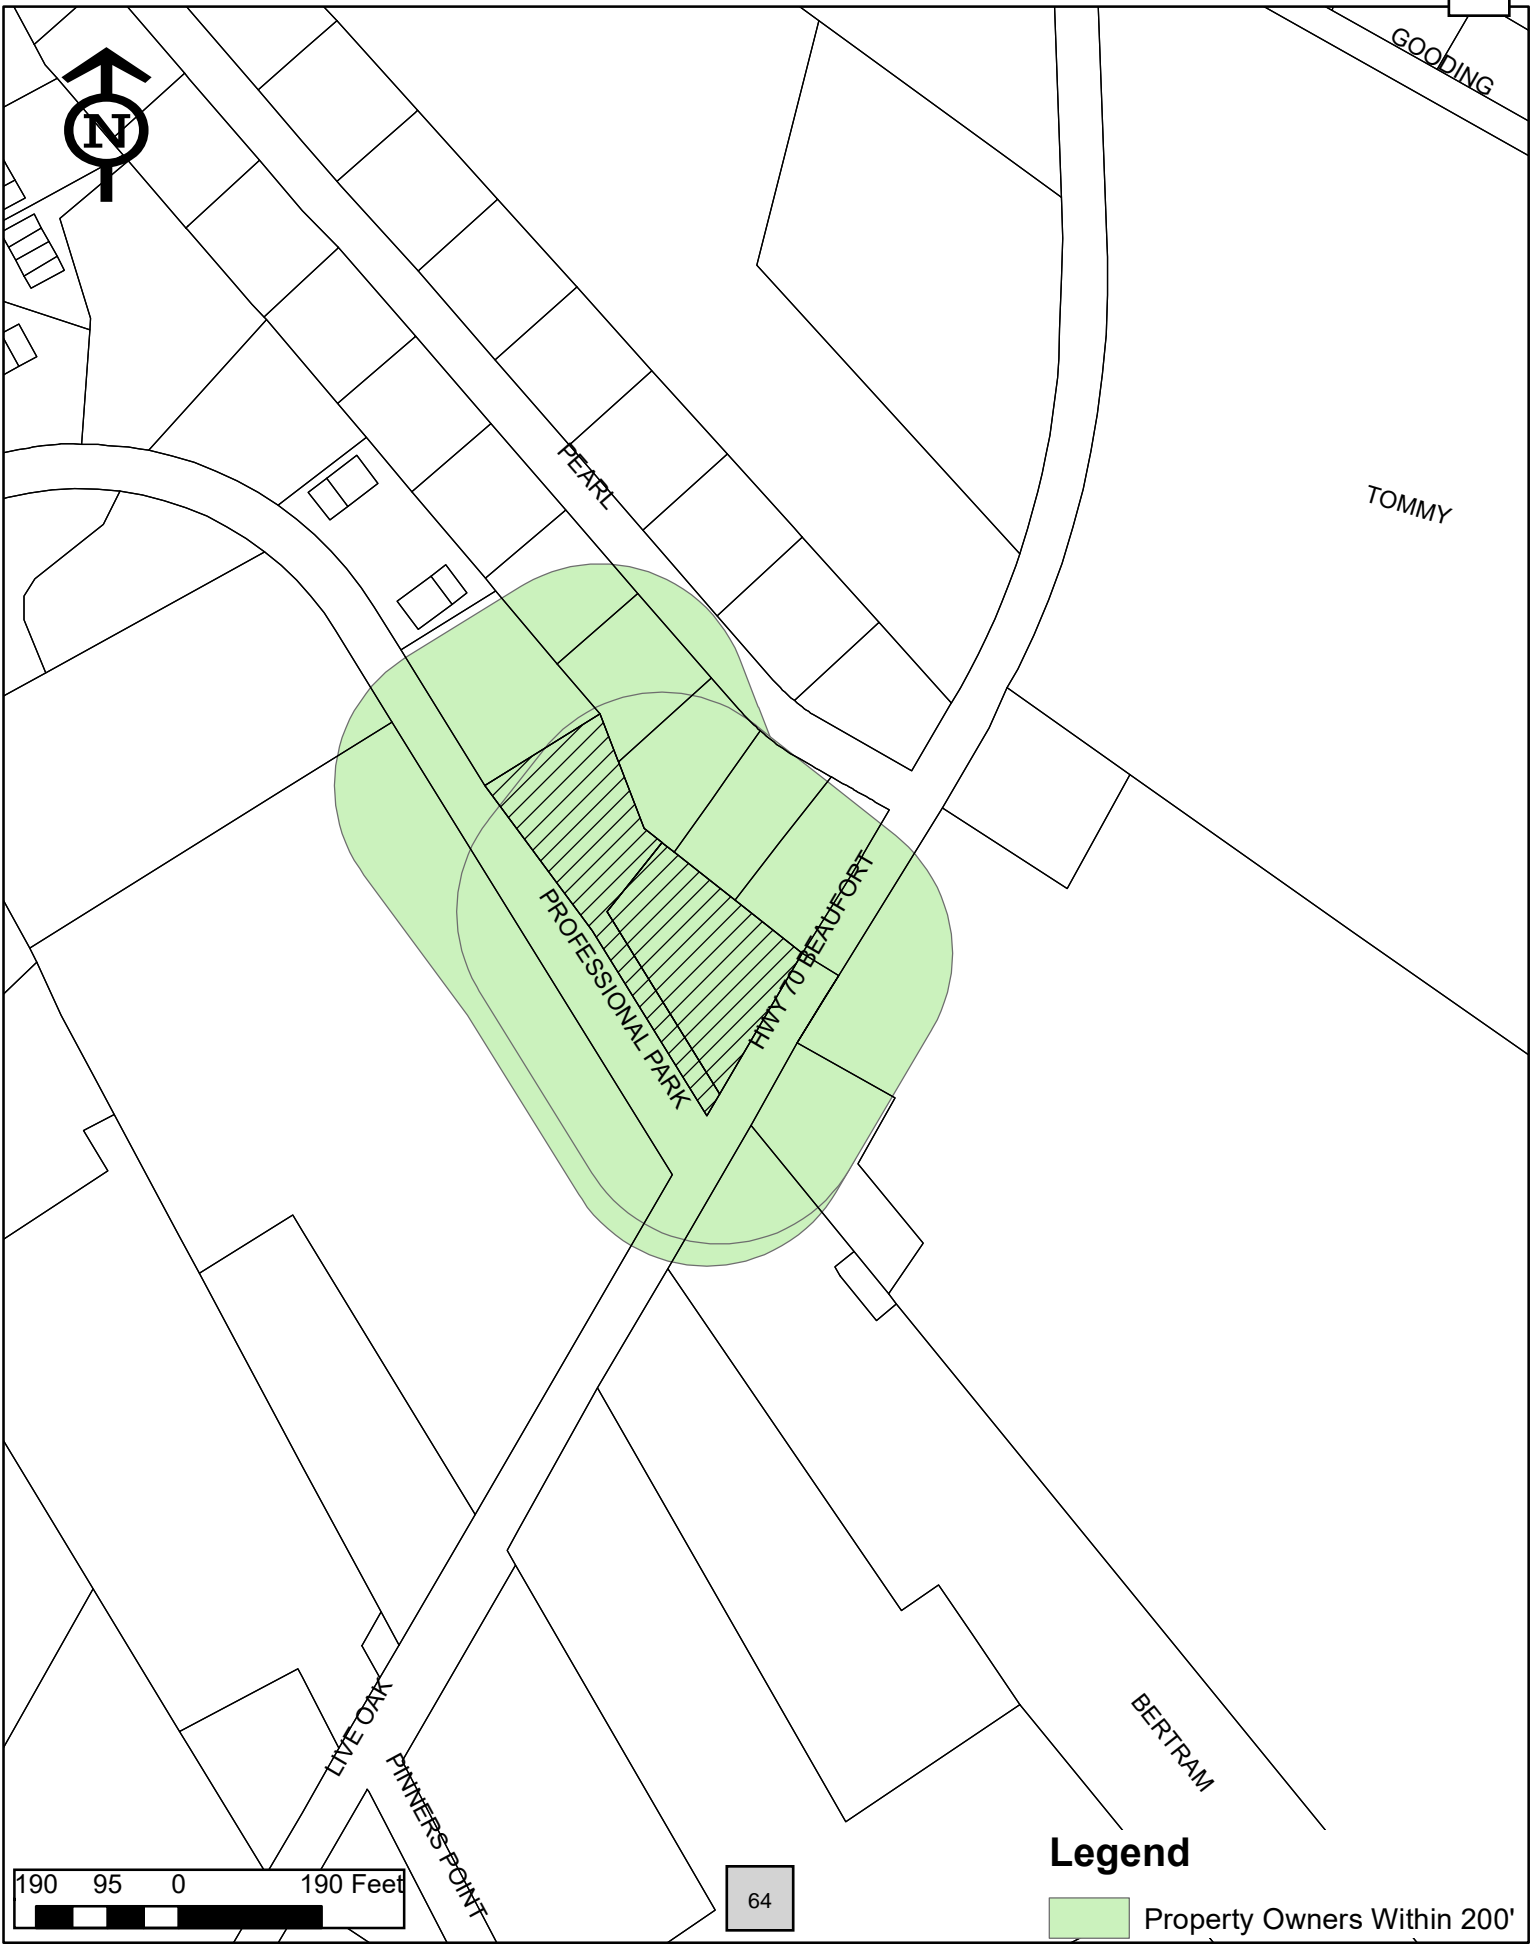 GOODING
N
PEARL
TOMMY
PROFESSIONAL PARK
HWY 70 BEAUFORT
LIVE OAK
PINNERS POINT
BERTRAM
Legend
Property Owners Within 200'
190 95 0 190 Feet
64